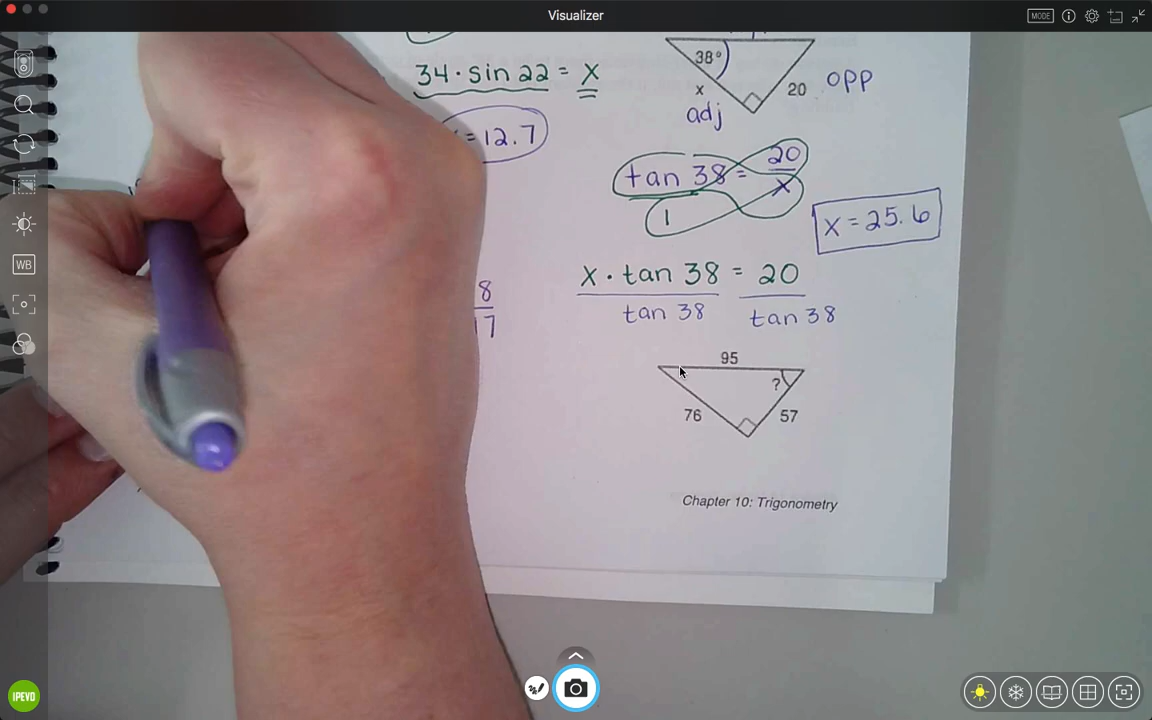 Visualizer
MODE
WB
34 · sin 22 = x
= 12.7
8
17
38°
x
20
opp
adj
tan 38 = 20
x
1
x = 25.6
x · tan 38 = 20
tan 38
tan 38
95
?
76
57
Chapter 10: Trigonometry
IPEVO